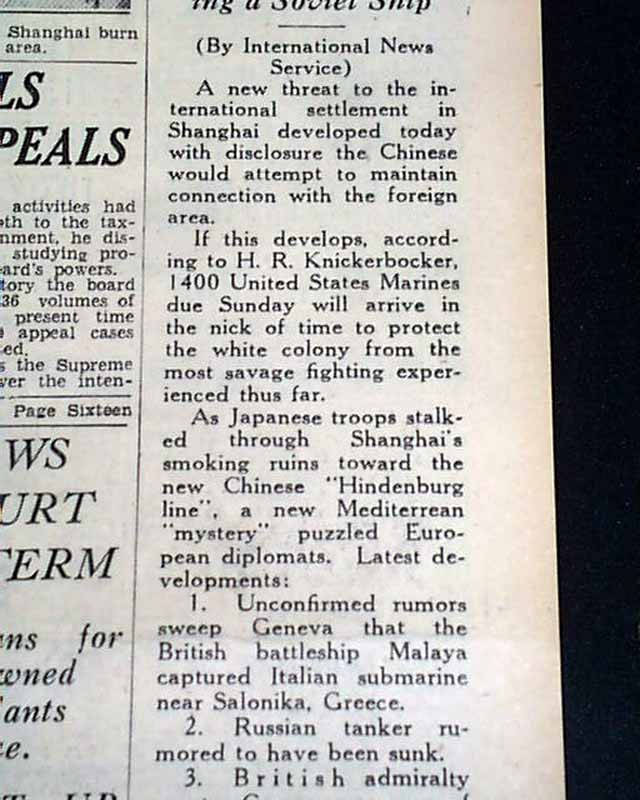 Shanghai burn
area.
LS
PEALS
activities had
th to the tax-
nment, he dis-
studying pro-
ard's powers.
tory the board
36 volumes of
present time
appeal cases
ed.
s the Supreme
ver the inten-
Page Sixteen
WS
URT
TERM
ns for
wned
ants
e.
ing a Soviet Ship
(By International News
Service)
A new threat to the in-
ternational settlement in
Shanghai developed today
with disclosure the Chinese
would attempt to maintain
connection with the foreign
area.
If this develops, accord-
ing to H. R. Knickerbocker,
1400 United States Marines
due Sunday will arrive in
the nick of time to protect
the white colony from the
most savage fighting exper-
ienced thus far.
As Japanese troops stalk-
ed through Shanghai's
smoking ruins toward the
new Chinese "Hindenburg
line", a new Mediterrean
"mystery" puzzled Euro-
pean diplomats. Latest de-
velopments:
1. Unconfirmed rumors
sweep Geneva that the
British battleship Malaya
captured Italian submarine
near Salonika, Greece.
2. Russian tanker ru-
mored to have been sunk.
3. British admiralty